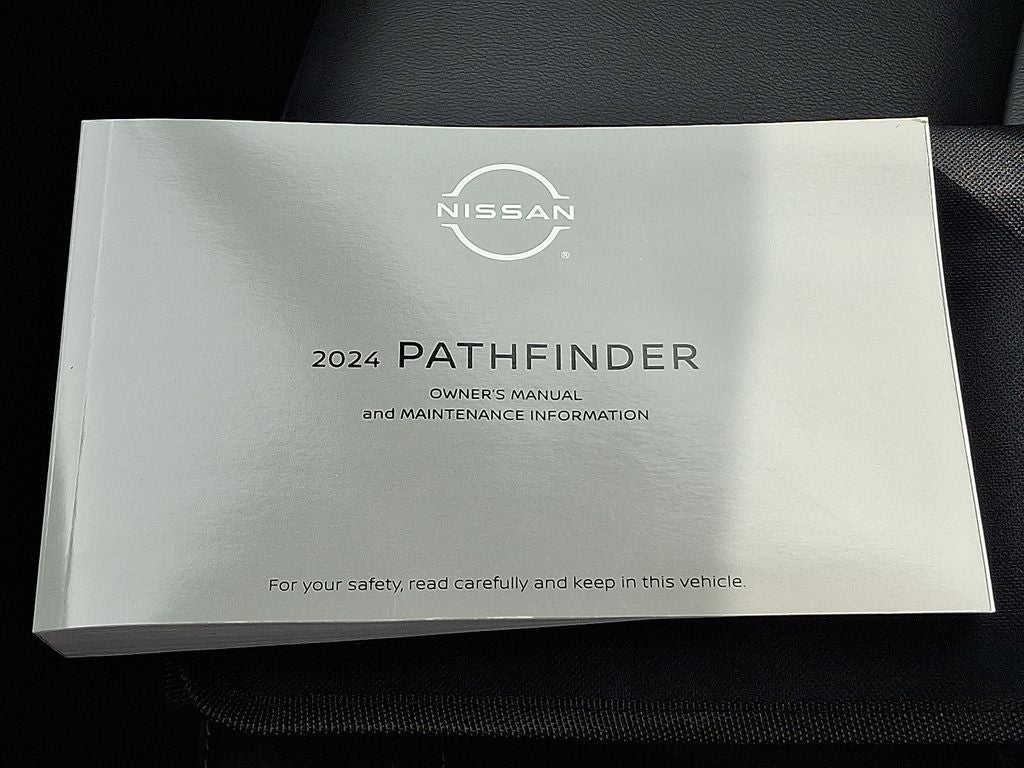 NISSAN
®
2024 PATHFINDER
OWNER'S MANUAL
and MAINTENANCE INFORMATION
For your safety, read carefully and keep in this vehicle.